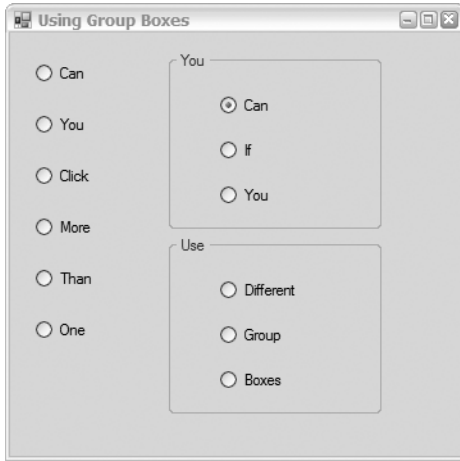 Using Group Boxes
Can
You
Click
More
Than
One
You
Can
If
You
Use
Different
Group
Boxes